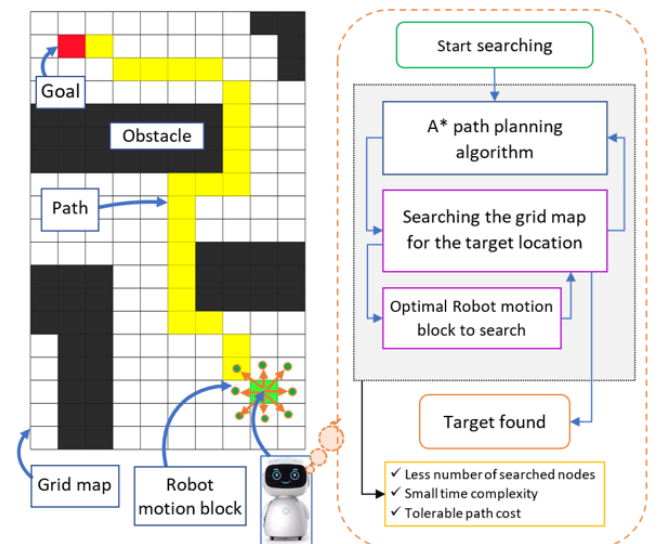 Goal
Obstacle
Path
Grid map
Robot
motion block
Start searching
A* path planning
algorithm
Searching the grid map
for the target location
Optimal Robot motion
block to search
Target found
✓ Less number of searched nodes
✓ Small time complexity
✓ Tolerable path cost